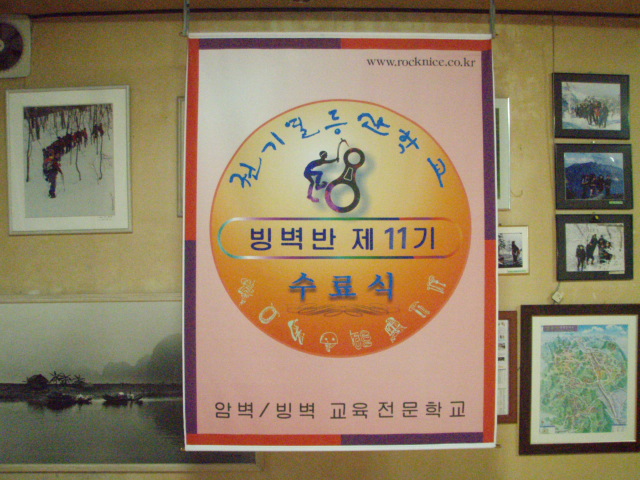 www.rocknice.co.kr
권기열등산학교
빙벽반 제11기
수료식
암벽/빙벽 교육전문학교